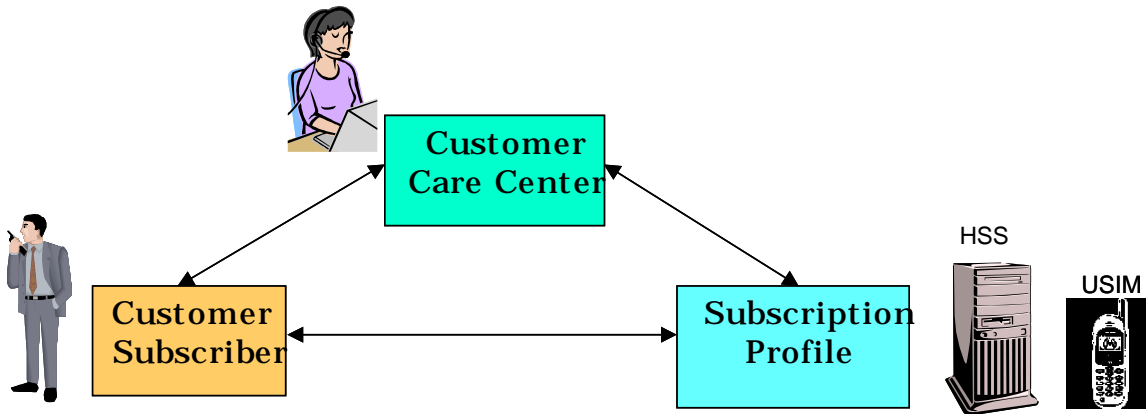 Customer
Care Center
HSS
USIM
Customer
Subscriber
Subscription
Profile